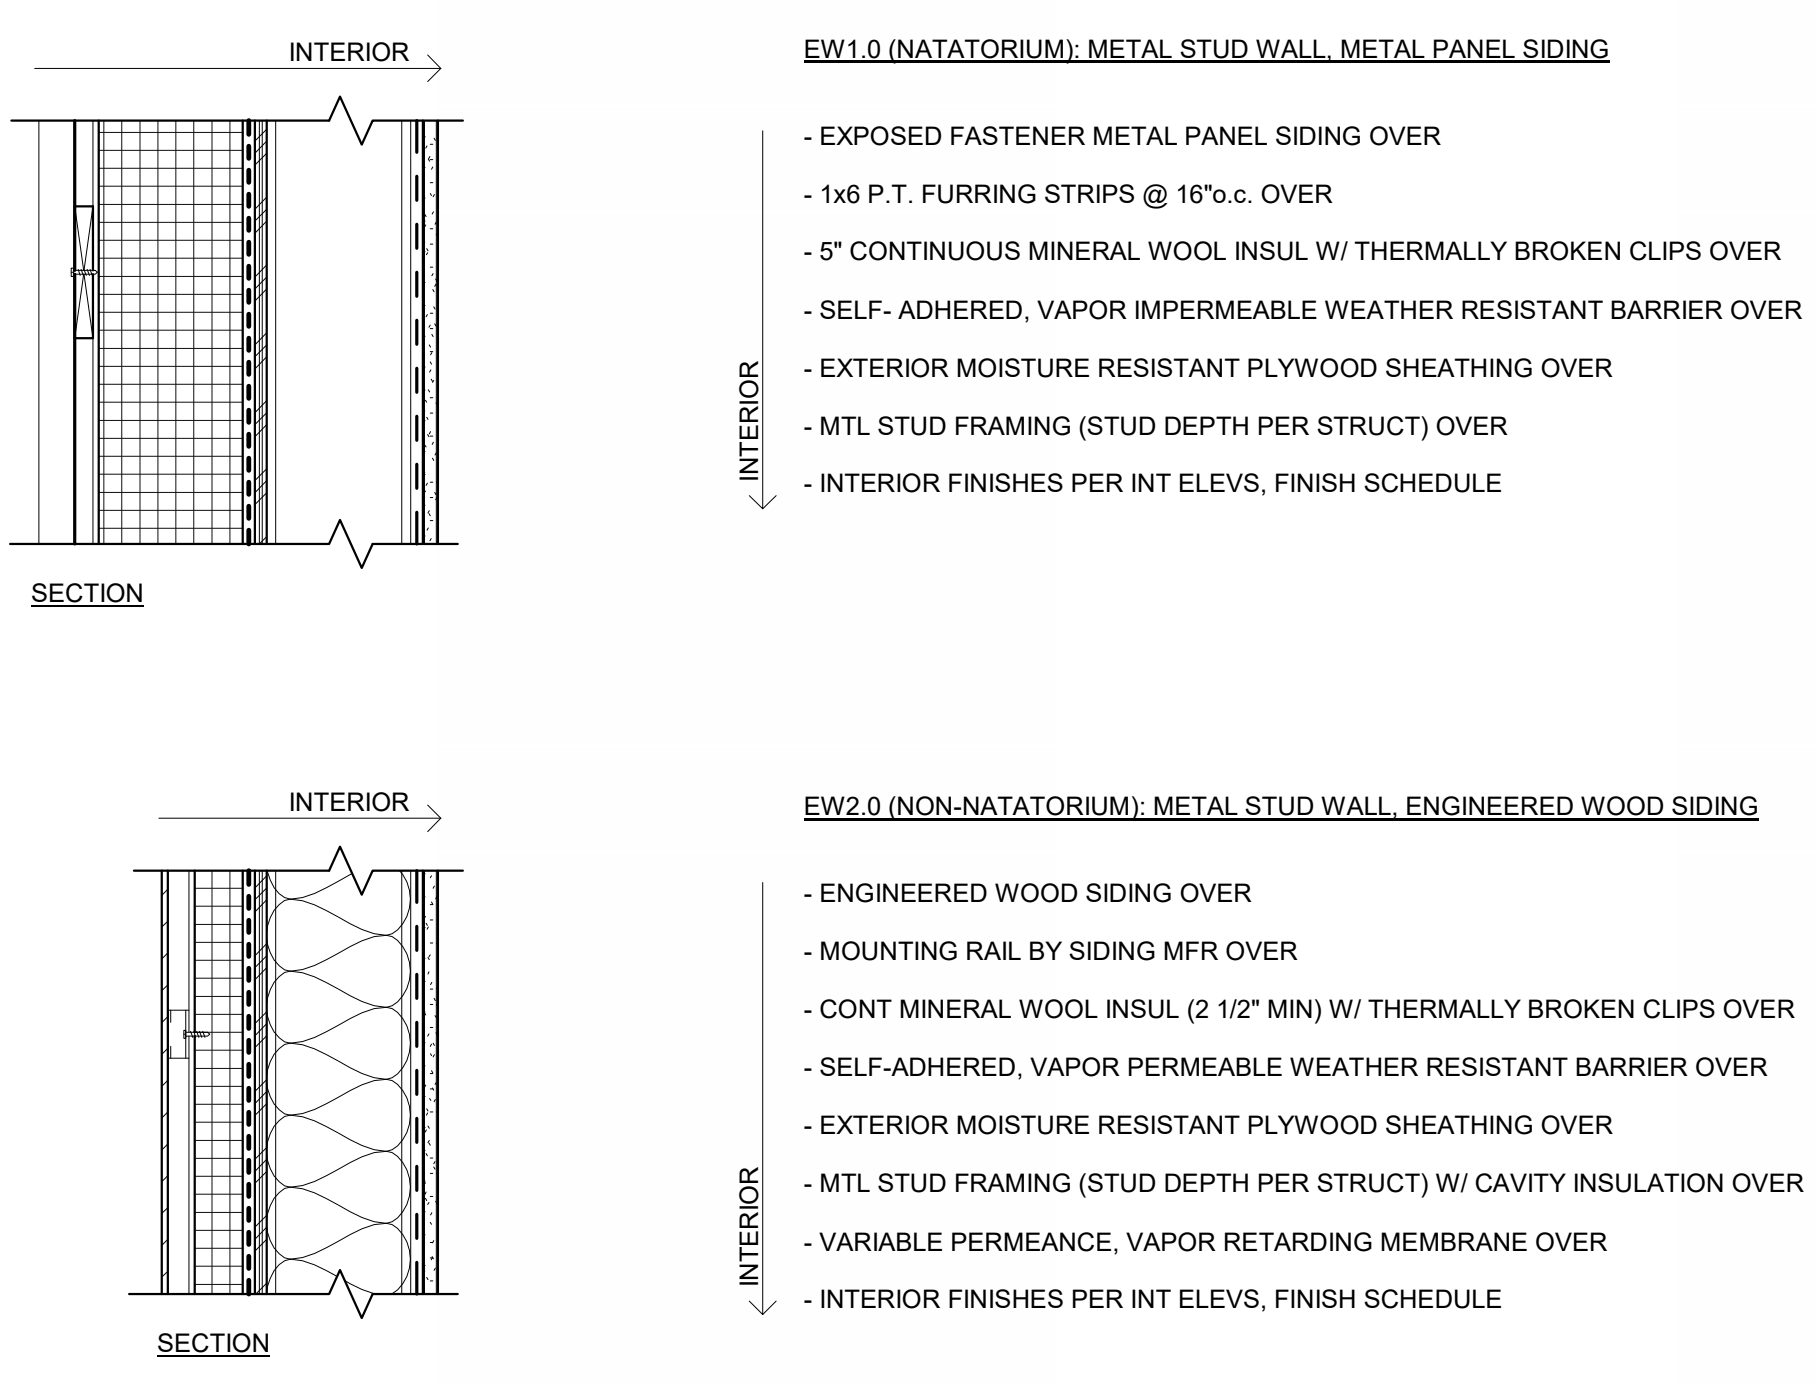 INTERIOR
EW1.0 (NATATORIUM): METAL STUD WALL, METAL PANEL SIDING
- EXPOSED FASTENER METAL PANEL SIDING OVER
- 1x6 P.T. FURRING STRIPS @ 16"o.c. OVER
- 5" CONTINUOUS MINERAL WOOL INSUL W/ THERMALLY BROKEN CLIPS OVER
- SELF- ADHERED, VAPOR IMPERMEABLE WEATHER RESISTANT BARRIER OVER
- EXTERIOR MOISTURE RESISTANT PLYWOOD SHEATHING OVER
- MTL STUD FRAMING (STUD DEPTH PER STRUCT) OVER
- INTERIOR FINISHES PER INT ELEVS, FINISH SCHEDULE
INTERIOR
SECTION
INTERIOR
EW2.0 (NON-NATATORIUM): METAL STUD WALL, ENGINEERED WOOD SIDING
- ENGINEERED WOOD SIDING OVER
- MOUNTING RAIL BY SIDING MFR OVER
- CONT MINERAL WOOL INSUL (2 1/2" MIN) W/ THERMALLY BROKEN CLIPS OVER
- SELF-ADHERED, VAPOR PERMEABLE WEATHER RESISTANT BARRIER OVER
- EXTERIOR MOISTURE RESISTANT PLYWOOD SHEATHING OVER
- MTL STUD FRAMING (STUD DEPTH PER STRUCT) W/ CAVITY INSULATION OVER
- VARIABLE PERMEANCE, VAPOR RETARDING MEMBRANE OVER
- INTERIOR FINISHES PER INT ELEVS, FINISH SCHEDULE
INTERIOR
SECTION